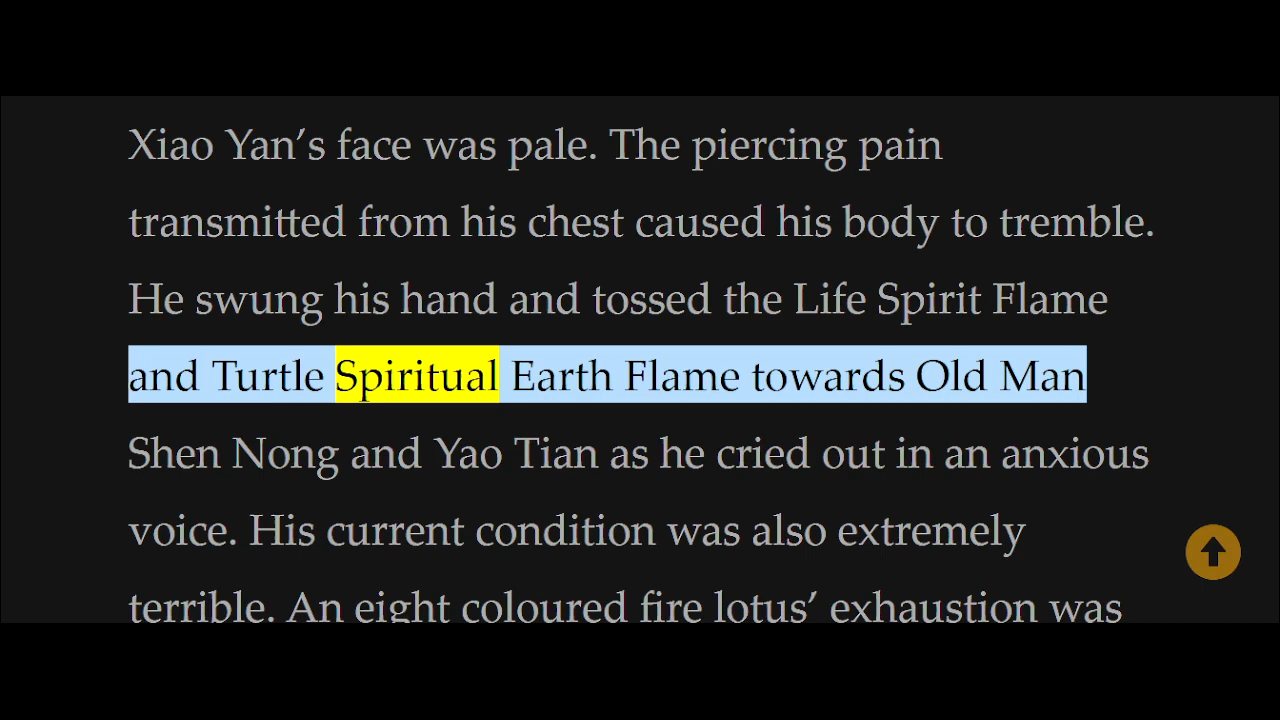 Xiao Yan’s face was pale. The piercing pain
transmitted from his chest caused his body to tremble.
He swung his hand and tossed the Life Spirit Flame
and Turtle Spiritual Earth Flame towards Old Man
Shen Nong and Yao Tian as he cried out in an anxious
voice. His current condition was also extremely
terrible. An eight coloured fire lotus’ exhaustion was